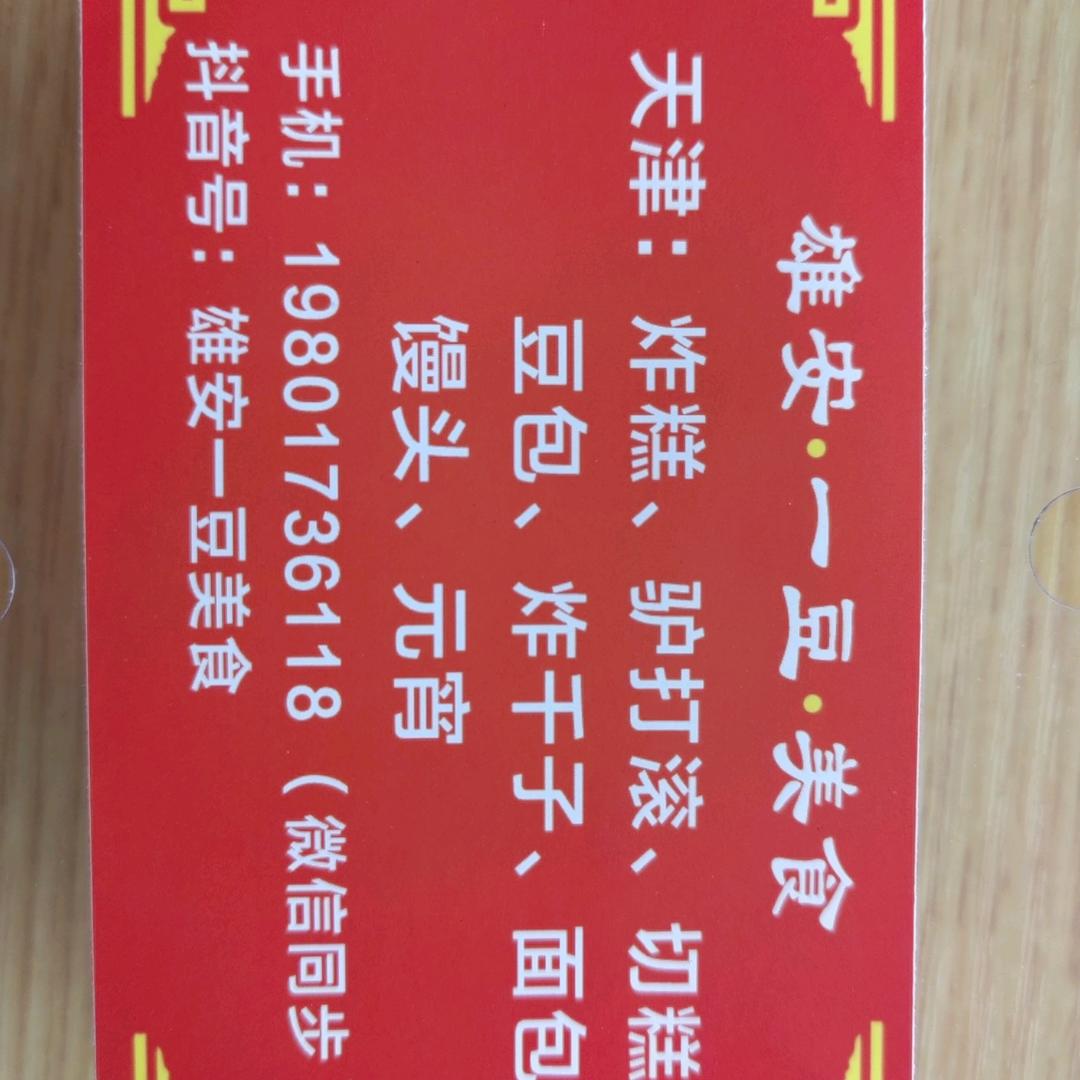 雄安·一豆·美食
天津：炸糕、驴打滚、切糕
豆包、炸干子、面包
馒头、元宵
手机：19801736118（微信同步
抖音号：雄安一豆美食